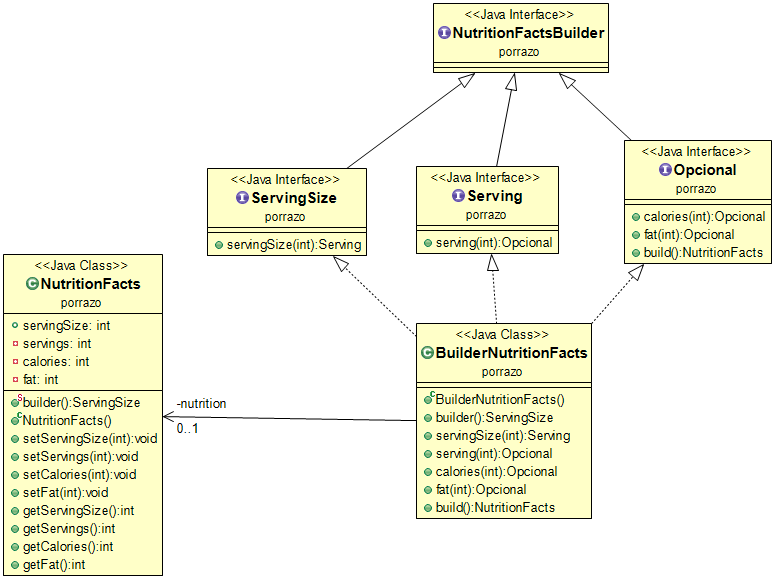 <<Java Interface>>
NutritionFactsBuilder
porrazo
<<Java Interface>>
ServingSize
porrazo
servingSize(int):Serving
<<Java Interface>>
Serving
porrazo
serving(int):Opcional
<<Java Interface>>
Opcional
porrazo
calories(int):Opcional
fat(int):Opcional
build():NutritionFacts
<<Java Class>>
NutritionFacts
porrazo
servingSize: int
servings: int
calories: int
fat: int
builder():ServingSize
NutritionFacts()
setServingSize(int):void
setServings(int):void
setCalories(int):void
setFat(int):void
getServingSize():int
getServings():int
getCalories():int
getFat():int
-nutrition
0..1
<<Java Class>>
BuilderNutritionFacts
porrazo
BuilderNutritionFacts()
builder():ServingSize
servingSize(int):Serving
serving(int):Opcional
calories(int):Opcional
fat(int):Opcional
build():NutritionFacts